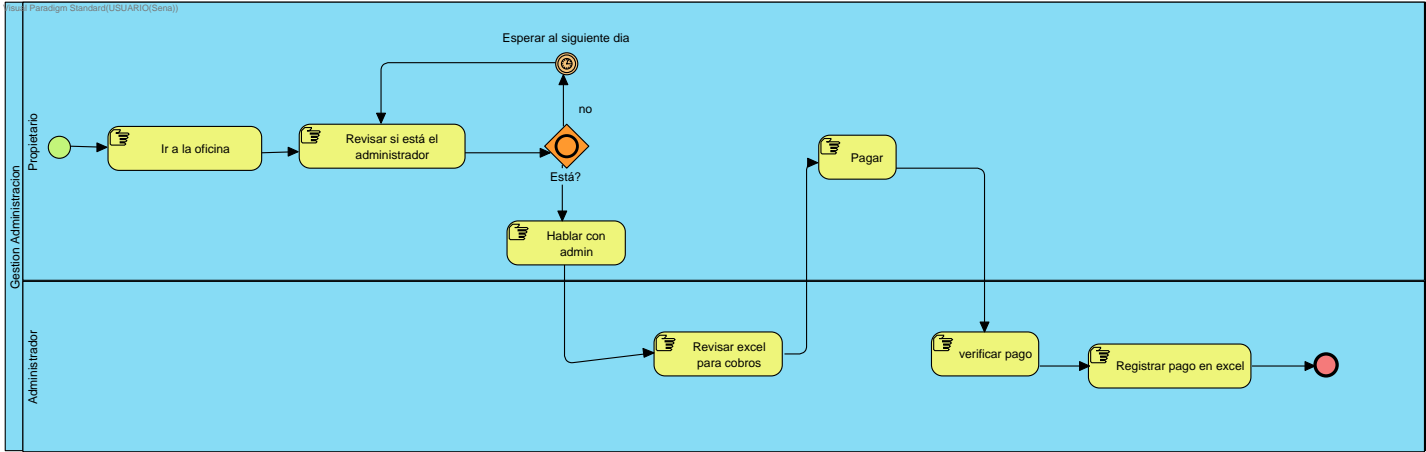 Visual Paradigm Standard(USUARIO(Sena))
Gestion Administracion
Propietario
Ir a la oficina
Revisar si está el
administrador
Esperar al siguiente dia
no
Está?
Hablar con
admin
Pagar
Administrador
Revisar excel
para cobros
verificar pago
Registrar pago en excel